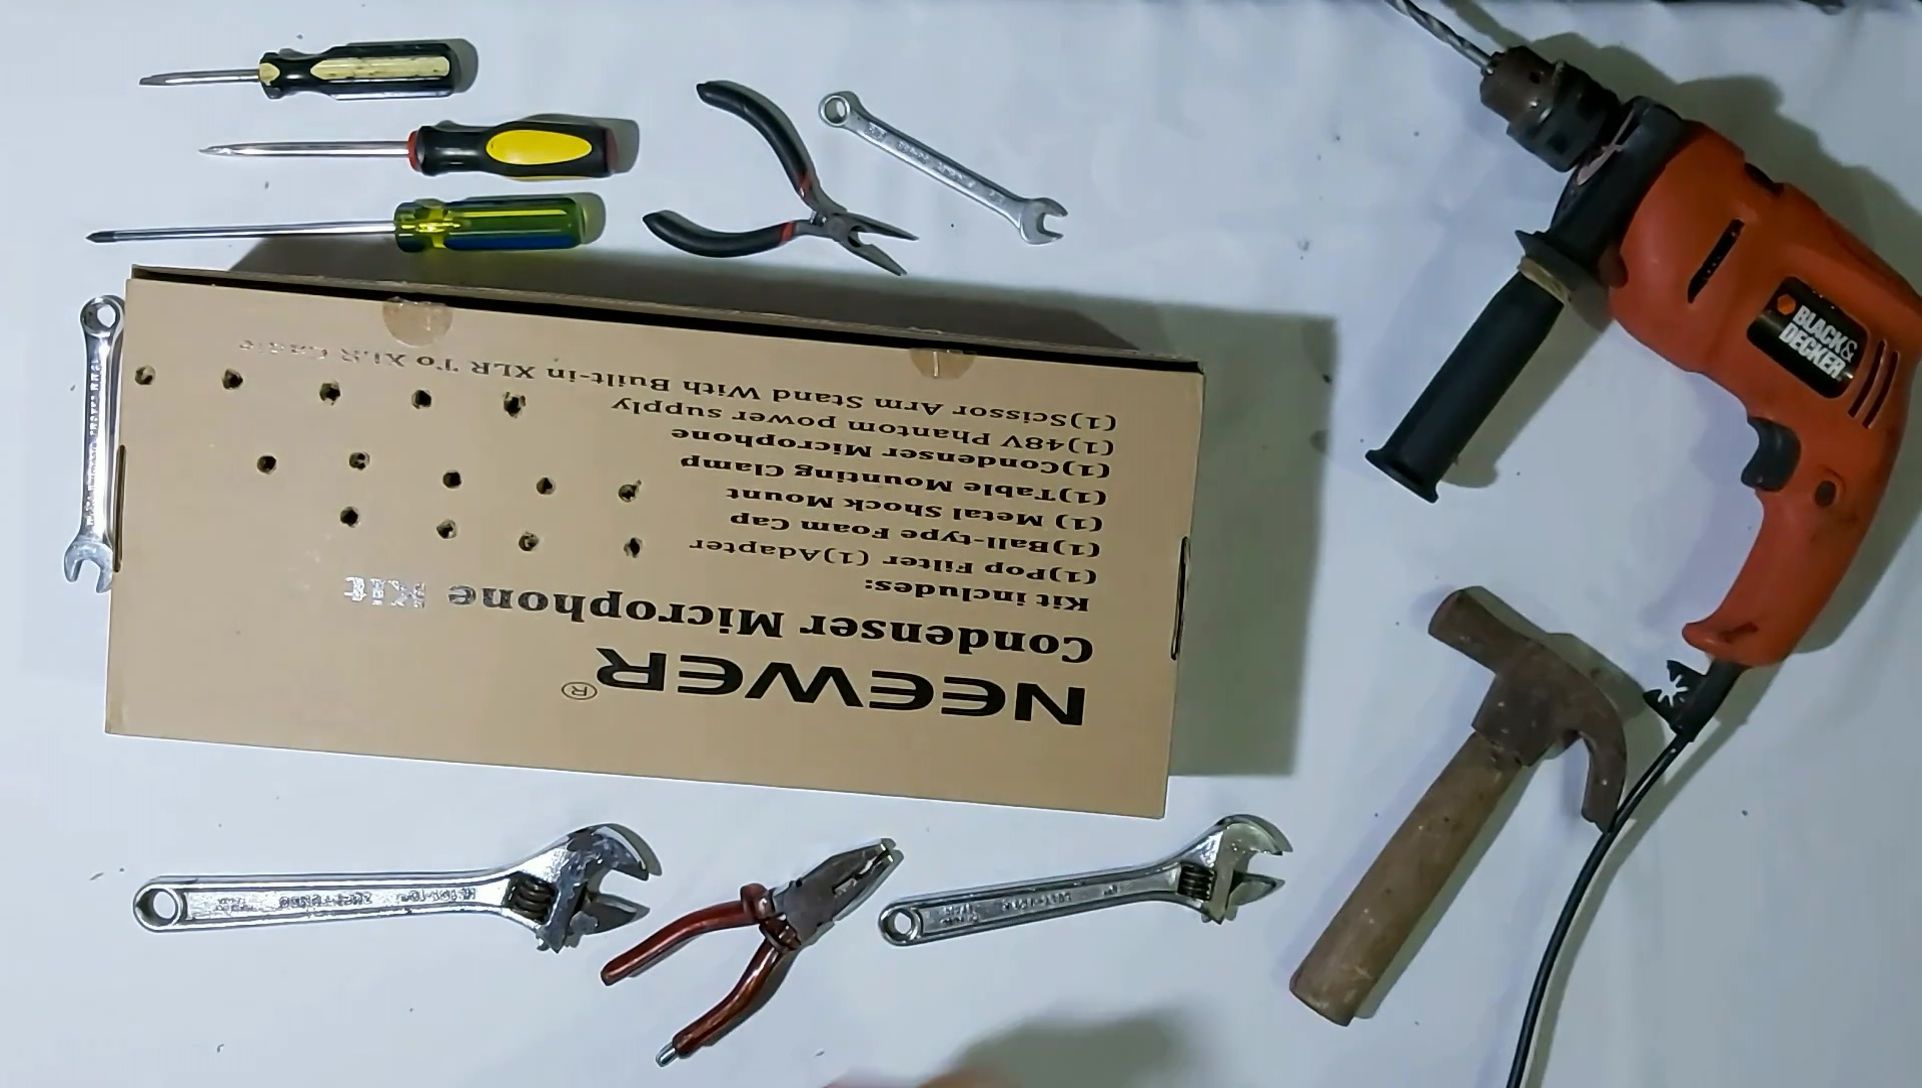 NEEWER®
Condenser Microphone Kit
Kit includes:
(1)Pop Filter (1)Adapter
(1)Ball-type Foam Cap
(1) Metal Shock Mount
(1)Table Mounting Clamp
(1)Condenser Microphone
(1)48V Phantom power supply
(1)Scissor Arm Stand With Built-in XLR To XLR Cable
BLACK&
DECKER